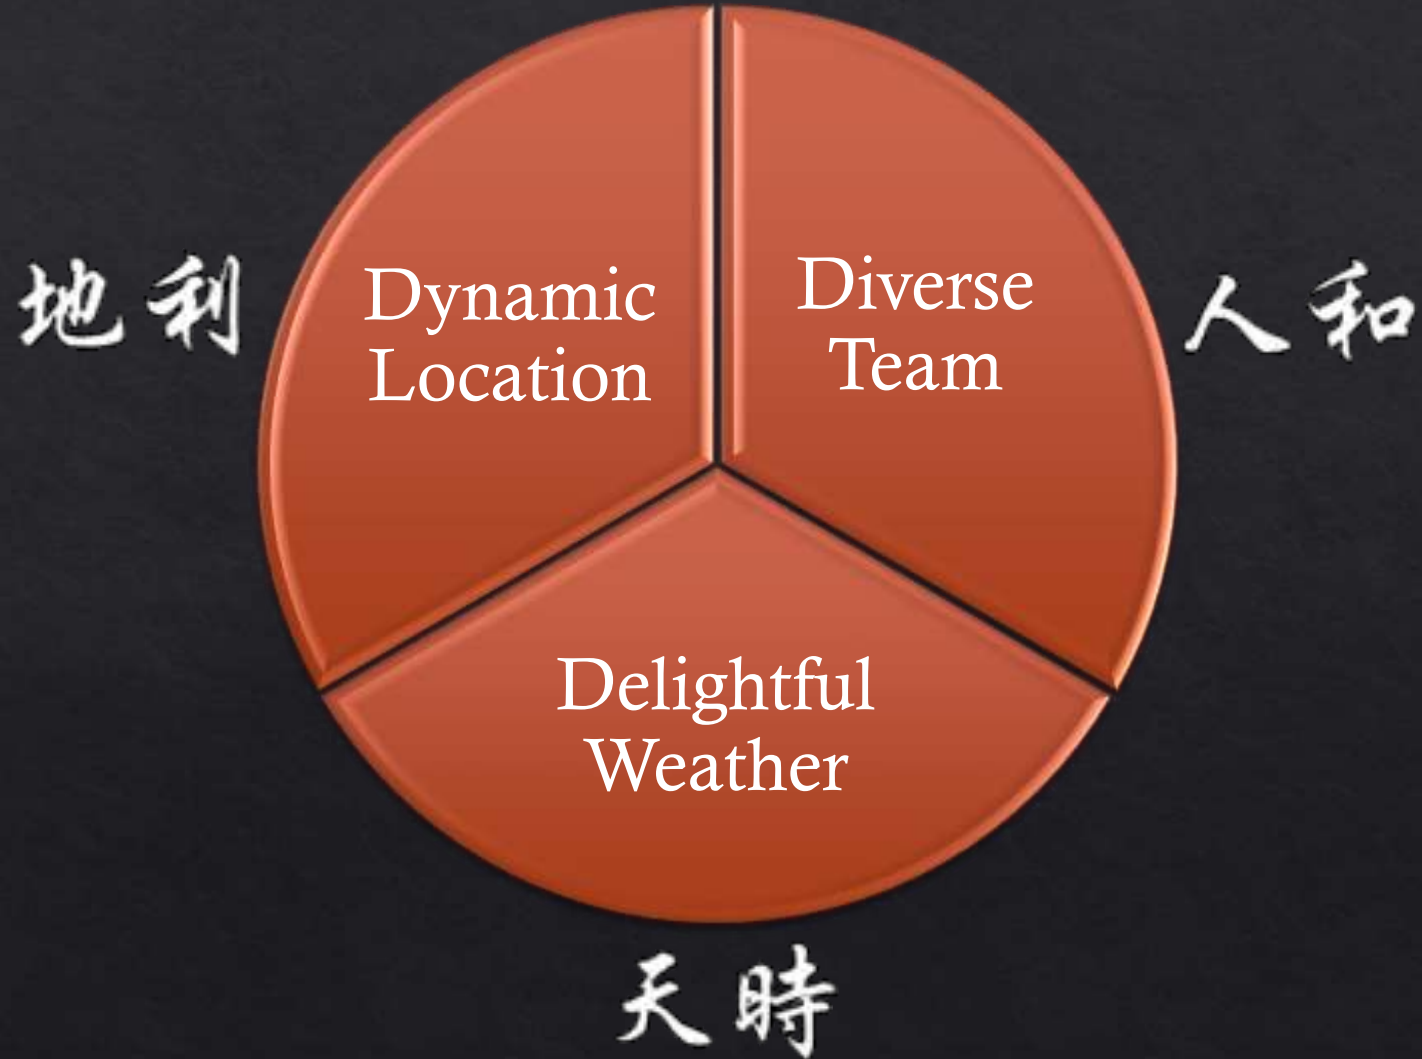 地利
Dynamic
Location
Diverse
Team
人和
Delightful
Weather
天時